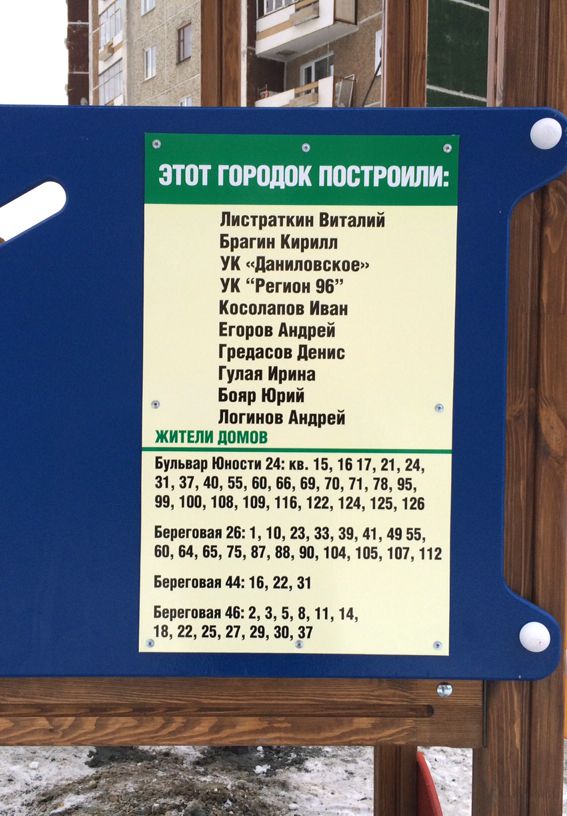 ЭТОТ ГОРОДОК ПОСТРОИЛИ:
Листраткин Виталий
Брагин Кирилл
УК «Даниловское»
УК “Регион 96”
Косолапов Иван
Егоров Андрей
Гредасов Денис
Гулая Ирина
Бояр Юрий
Логинов Андрей
ЖИТЕЛИ ДОМОВ
Бульвар Юности 24: кв. 15, 16 17, 21, 24,
31, 37, 40, 55, 60, 66, 69, 70, 71, 78, 95,
99, 100, 108, 109, 116, 122, 124, 125, 126
Береговая 26: 1, 10, 23, 33, 39, 41, 49 55,
60, 64, 65, 75, 87, 88, 90, 104, 105, 107, 112
Береговая 44: 16, 22, 31
Береговая 46: 2, 3, 5, 8, 11, 14,
18, 22, 25, 27, 29, 30, 37